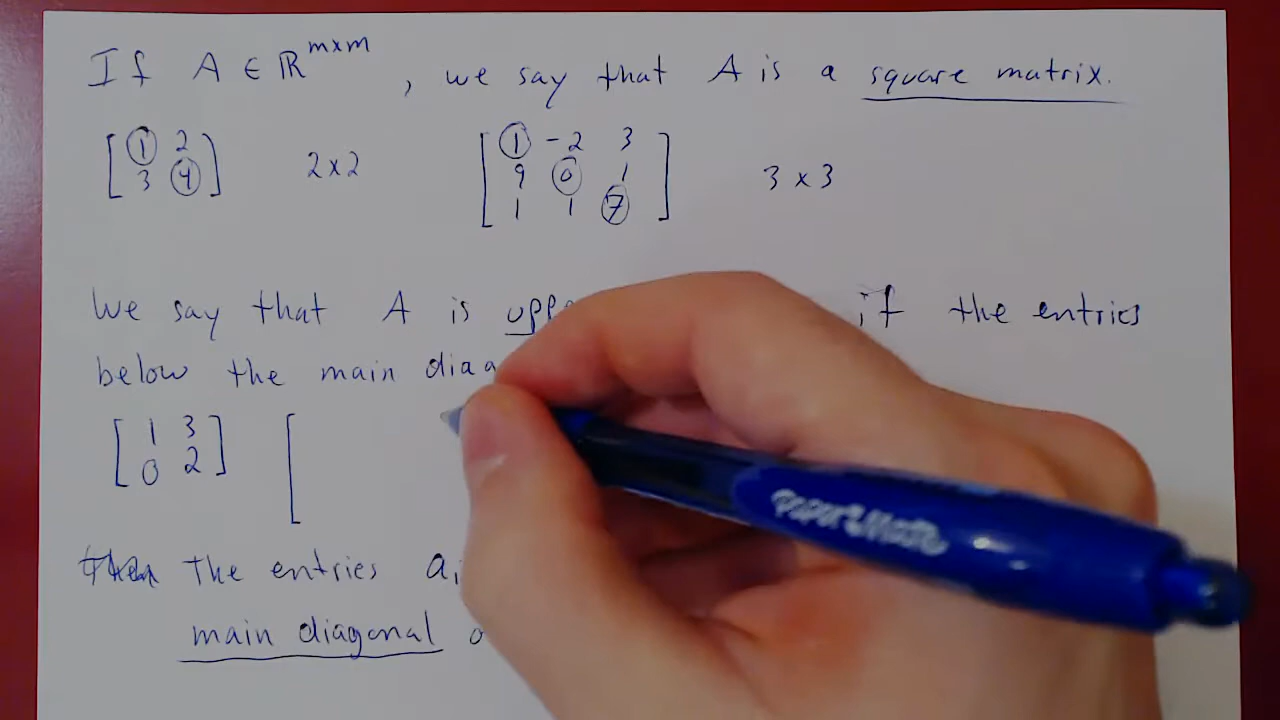 If A ∈ ℝ^{m×m}, we say that A is a square matrix.
[1 2; 3 4] 2×2 [1 -2 3; 9 0 1; 1 1 7] 3×3
We say that A is if the entries
below the main
[1 3; 0 2] [
the entries
main diagonal
PaperMate